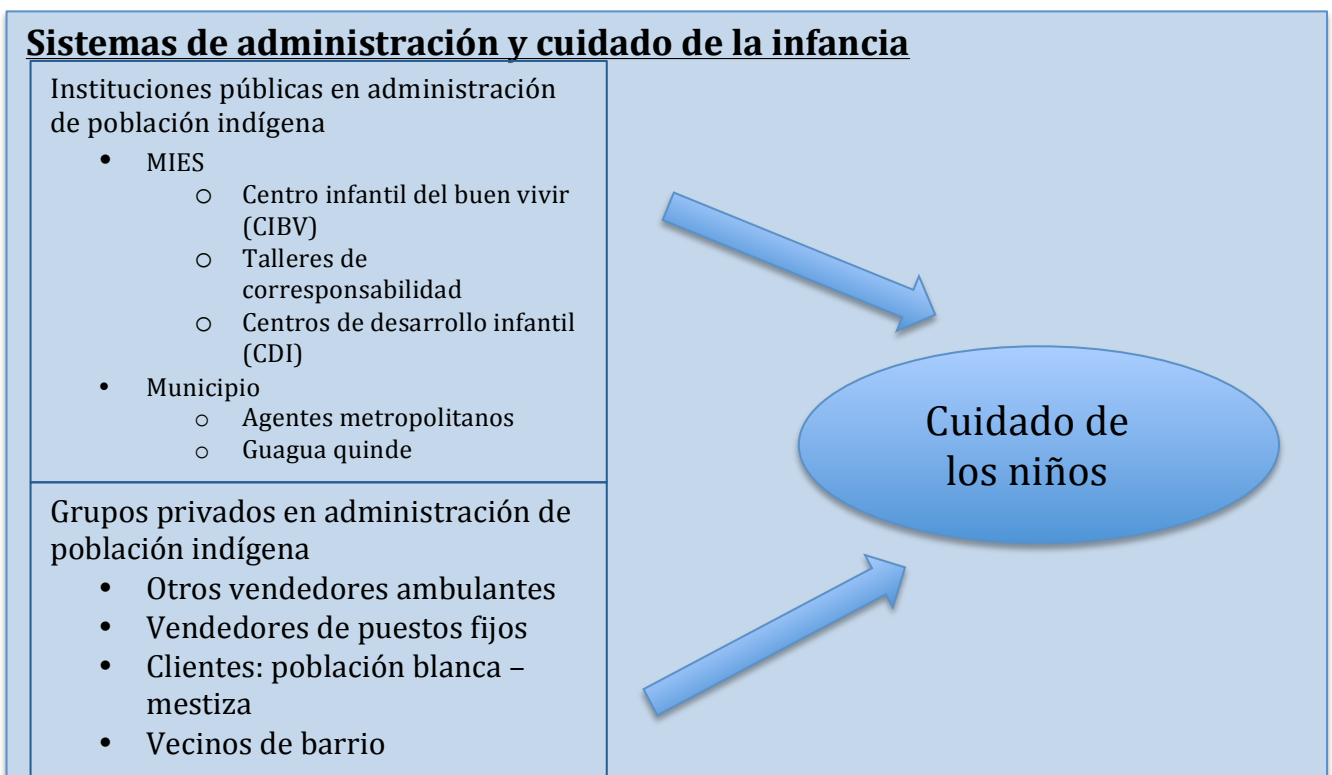 Sistemas de administración y cuidado de la infancia
Instituciones públicas en administración
de población indígena
• MIES
o Centro infantil del buen vivir
(CIBV)
o Talleres de
corresponsabilidad
o Centros de desarrollo infantil
(CDI)
• Municipio
o Agentes metropolitanos
o Guagua quinde
Grupos privados en administración de
población indígena
• Otros vendedores ambulantes
• Vendedores de puestos fijos
• Clientes: población blanca –
mestiza
• Vecinos de barrio
Cuidado de
los niños